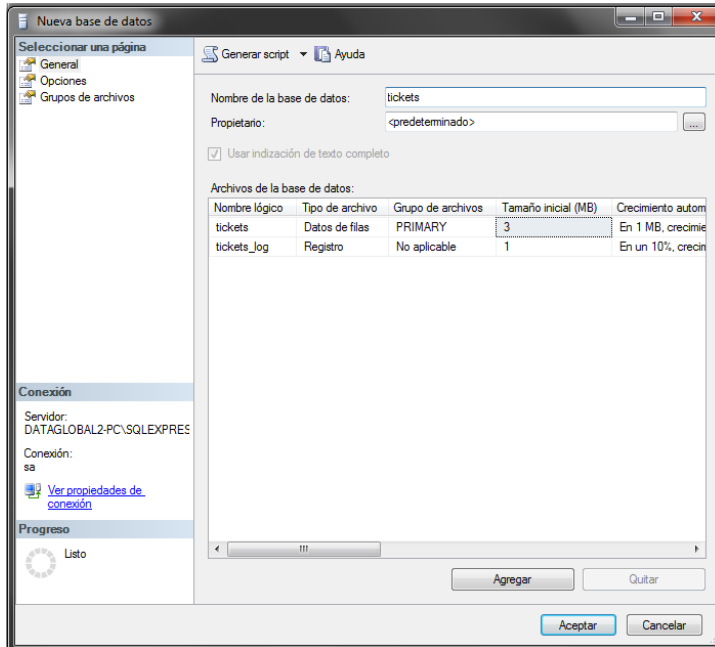 Nueva base de datos
Seleccionar una página
General
Opciones
Grupos de archivos
Generar script
Ayuda
Nombre de la base de datos: tickets
Propietario: <predeterminado> ...
Usar indización de texto completo
Archivos de la base de datos:
Nombre lógico Tipo de archivo Grupo de archivos Tamaño inicial (MB) Crecimiento autom
tickets Datos de filas PRIMARY 3 En 1 MB, crecimie
tickets_log Registro No aplicable 1 En un 10%, crecin
Conexión
Servidor:
DATAGLOBAL2-PC\SQLEXPRES
Conexión:
sa
Ver propiedades de
conexión
Progreso
Listo
Agregar Quitar
Aceptar Cancelar